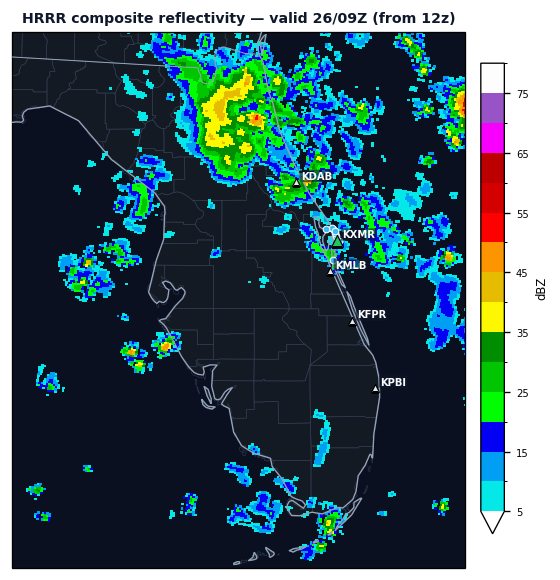 HRRR composite reflectivity — valid 26/09Z (from 12z)
KDAB
KXMR
KMLB
KFPR
KPBI
75
65
55
45
35
25
15
5
dBZ